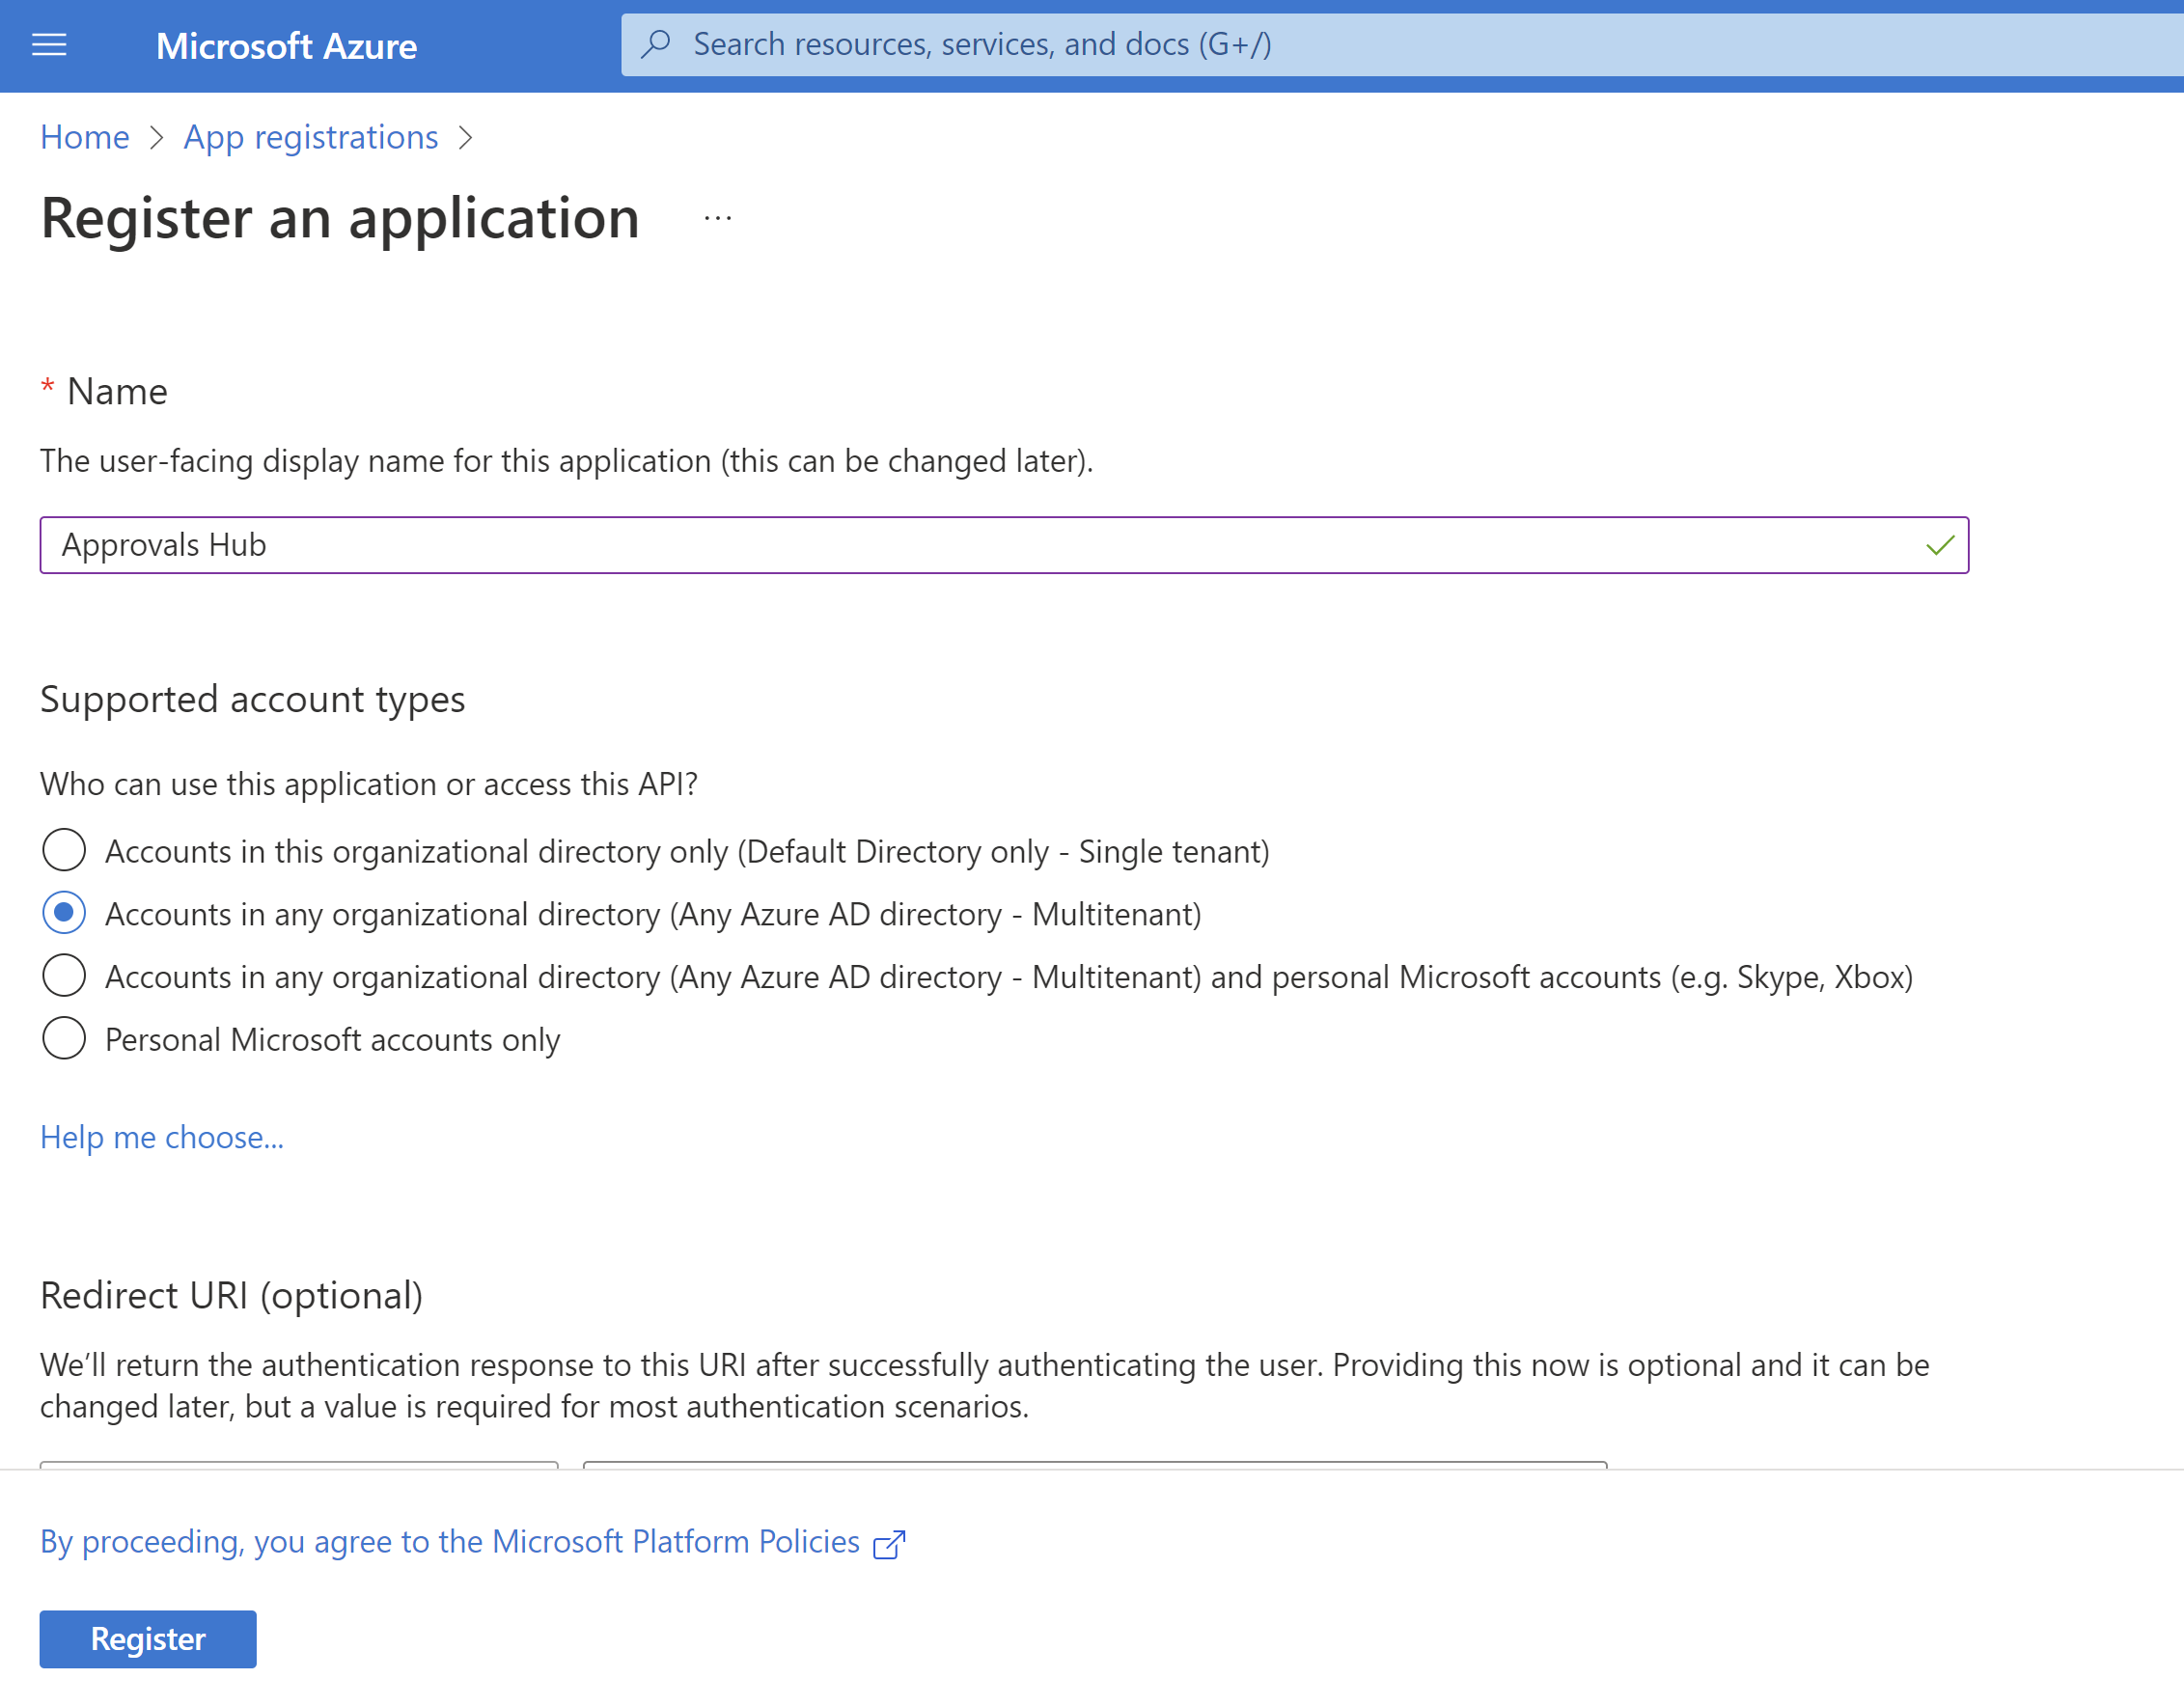 Microsoft Azure
Search resources, services, and docs (G+/)
Home > App registrations >
Register an application ...
* Name
The user-facing display name for this application (this can be changed later).
Approvals Hub
Supported account types
Who can use this application or access this API?
Accounts in this organizational directory only (Default Directory only - Single tenant)
Accounts in any organizational directory (Any Azure AD directory - Multitenant)
Accounts in any organizational directory (Any Azure AD directory - Multitenant) and personal Microsoft accounts (e.g. Skype, Xbox)
Personal Microsoft accounts only
Help me choose...
Redirect URI (optional)
We’ll return the authentication response to this URI after successfully authenticating the user. Providing this now is optional and it can be
changed later, but a value is required for most authentication scenarios.
By proceeding, you agree to the Microsoft Platform Policies
Register